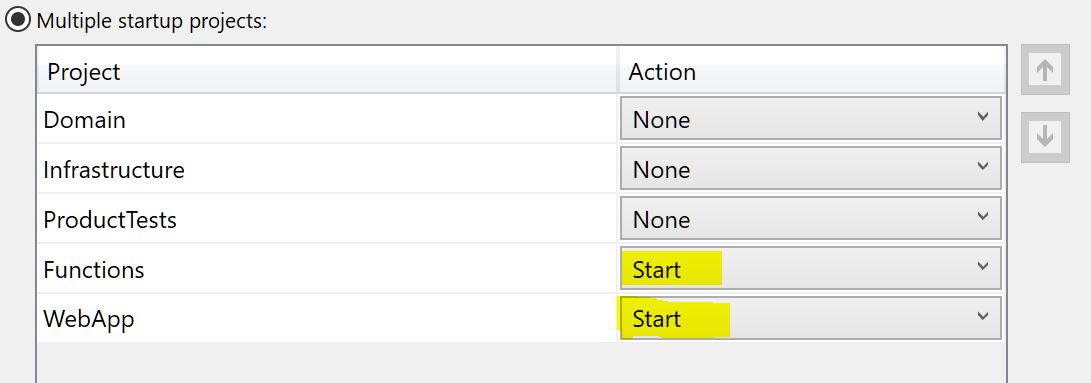 Multiple startup projects:
Project Action
Domain None
Infrastructure None
ProductTests None
Functions Start
WebApp Start